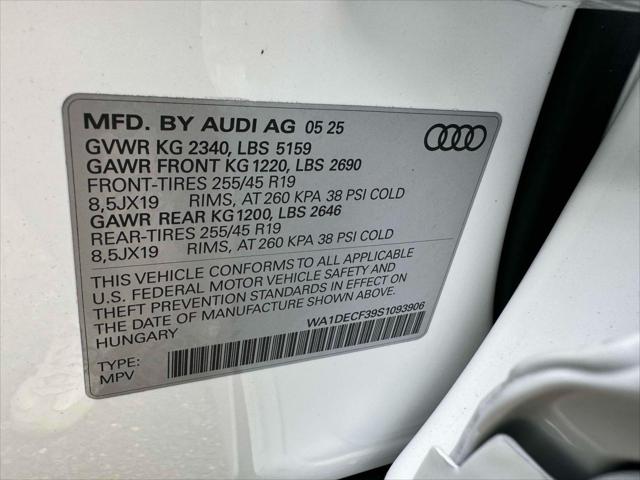 MFD. BY AUDI AG 05 25
GVWR KG 2340, LBS 5159
GAWR FRONT KG 1220, LBS 2690
FRONT-TIRES 255/45 R19
8,5JX19 RIMS, AT 260 KPA 38 PSI COLD
GAWR REAR KG 1200, LBS 2646
REAR-TIRES 255/45 R19
8,5JX19 RIMS, AT 260 KPA 38 PSI COLD
THIS VEHICLE CONFORMS TO ALL APPLICABLE
U.S. FEDERAL MOTOR VEHICLE SAFETY AND
THEFT PREVENTION STANDARDS IN EFFECT ON
THE DATE OF MANUFACTURE SHOWN ABOVE.
HUNGARY
WA1DECF39S1093906
TYPE:
MPV